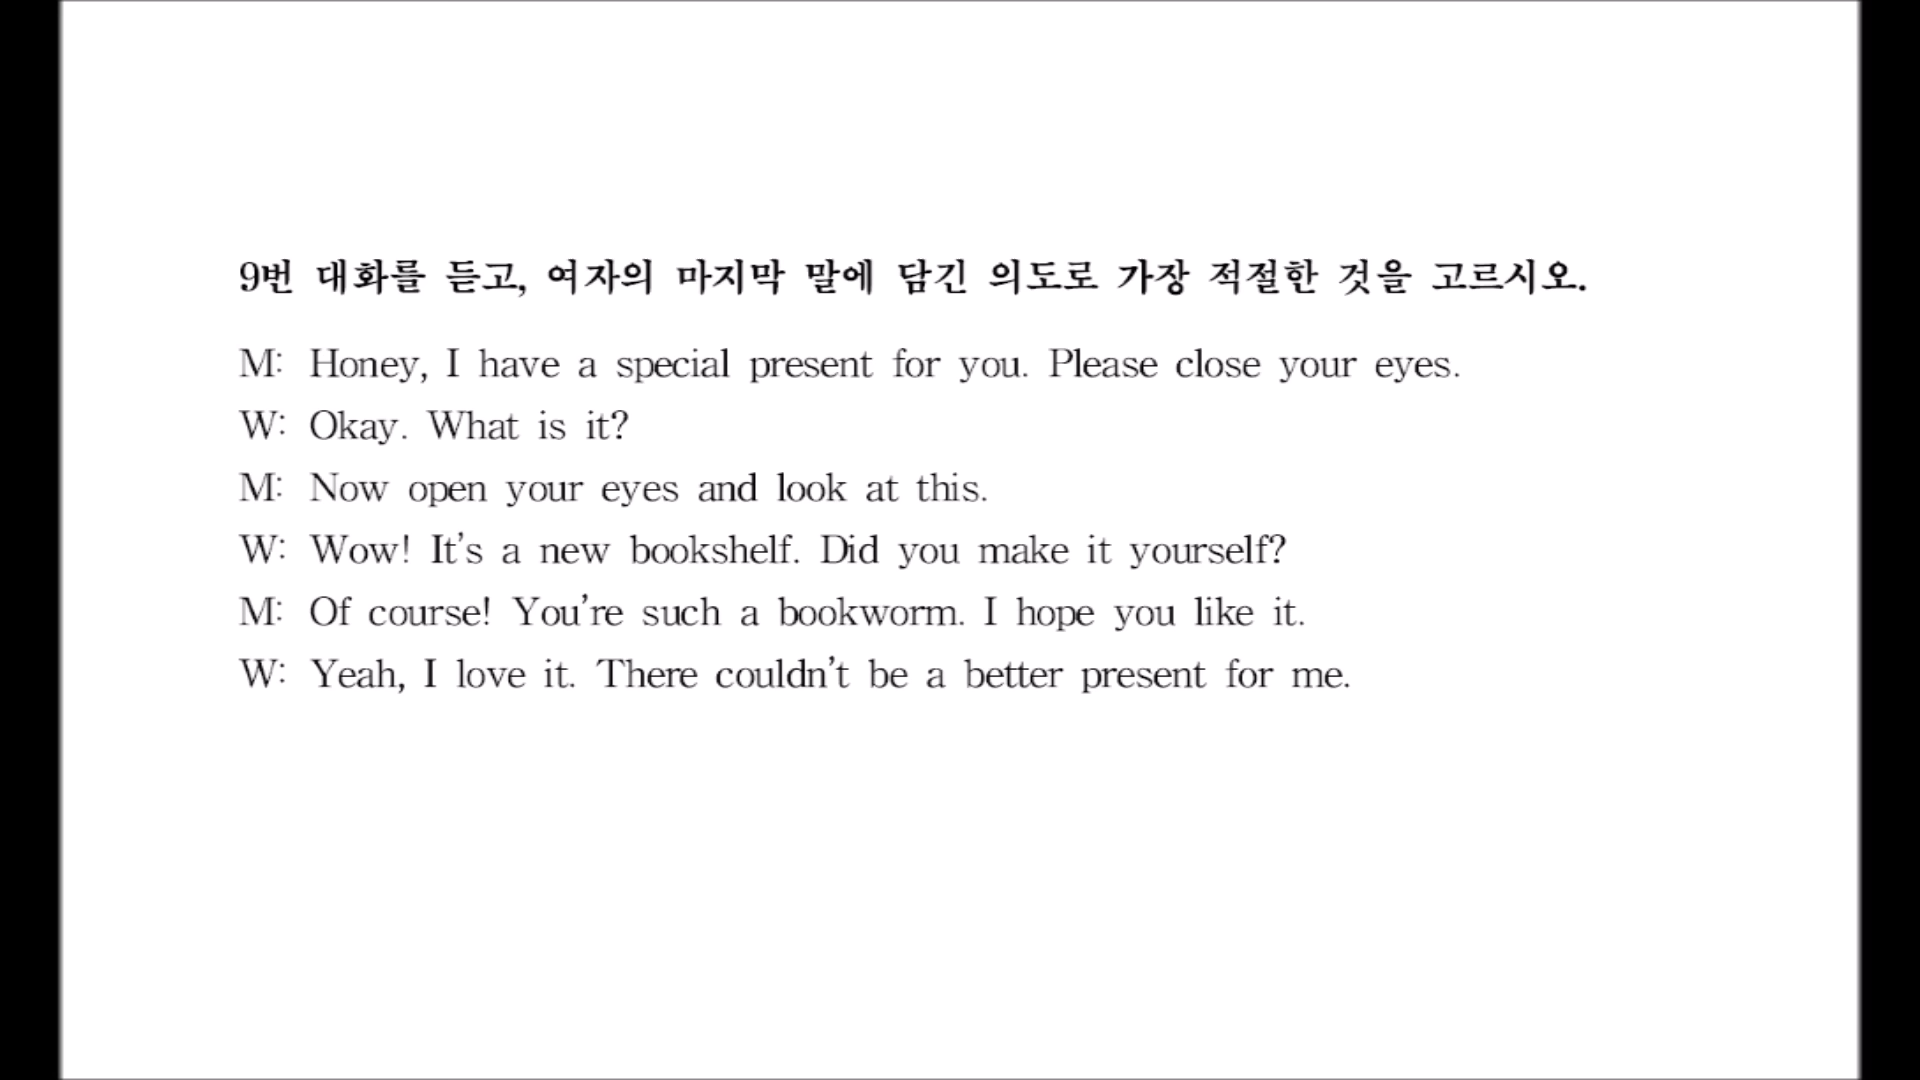 9번 대화를 듣고, 여자의 마지막 말에 담긴 의도로 가장 적절한 것을 고르시오.
M: Honey, I have a special present for you. Please close your eyes.
W: Okay. What is it?
M: Now open your eyes and look at this.
W: Wow! It’s a new bookshelf. Did you make it yourself?
M: Of course! You’re such a bookworm. I hope you like it.
W: Yeah, I love it. There couldn’t be a better present for me.